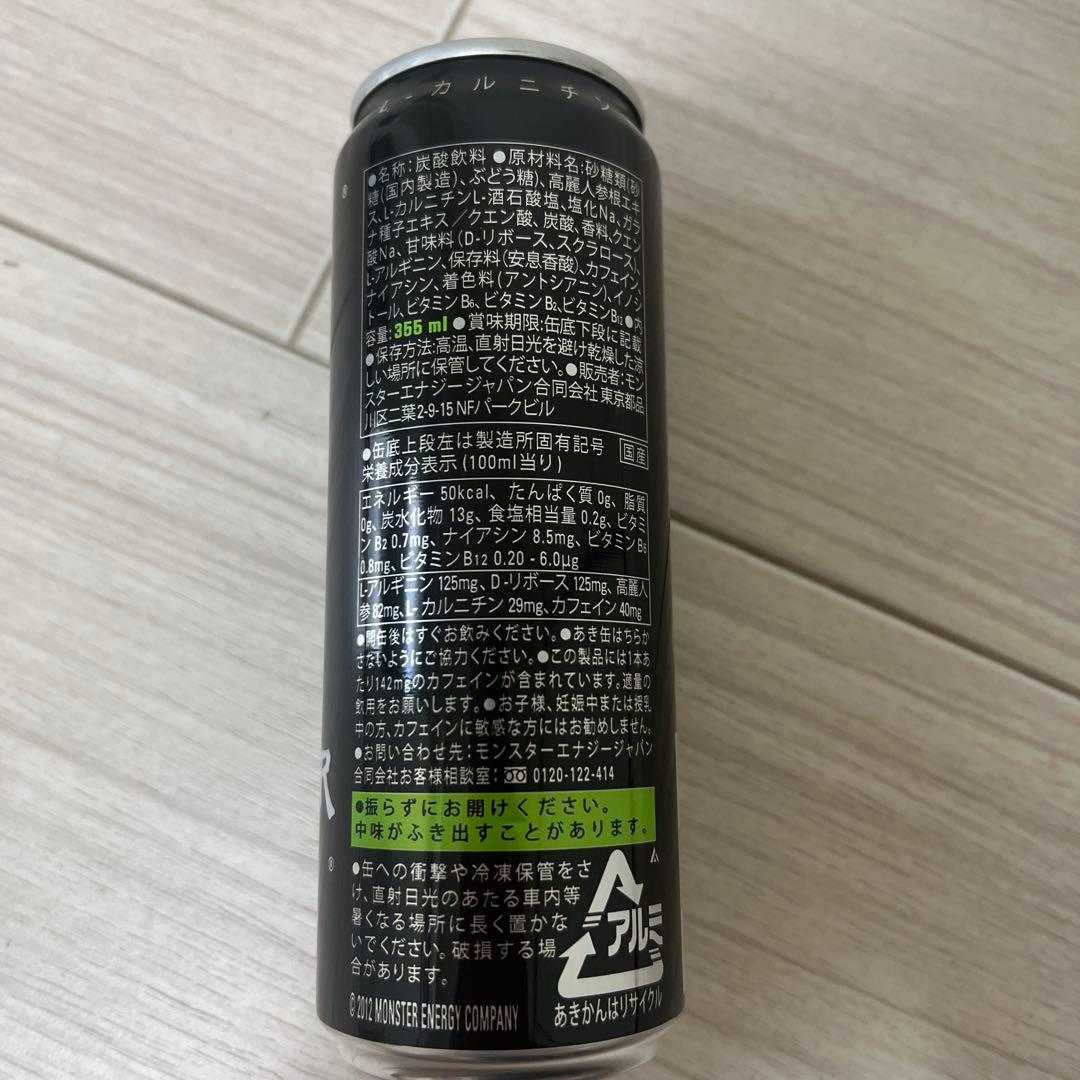 L-カルニチン
●名称:炭酸飲料 ●原材料名:砂糖類(砂
糖(国内製造)、ぶどう糖)、高麗人参根エキ
ス、L-カルニチンL-酒石酸塩、塩化Na、ガラ
ナ種子エキス/クエン酸、炭酸、香料、クエン
酸Na、甘味料(D-リボース、スクラロース)、
L-アルギニン、保存料(安息香酸)、カフェイン、
ナイアシン、着色料(アントシアニン)、イノシ
トール、ビタミンB6、ビタミンB2、ビタミンB12 ●内
容量:355 ml ●賞味期限:缶底下段に記載
●保存方法:高温、直射日光を避け乾燥した涼
しい場所に保管してください。●販売者:モン
スターエナジージャパン合同会社 東京都品
川区二葉2-9-15 NFパークビル
●缶底上段左は製造所固有記号 国産
栄養成分表示 (100ml当り)
エネルギー 50kcal、たんぱく質 0g、脂質
0g、炭水化物 13g、食塩相当量 0.2g、ビタミ
ン B2 0.7mg、ナイアシン 8.5mg、ビタミン B6
0.8mg、ビタミン B12 0.20 - 6.0μg
L-アルギニン 125mg、D-リボース 125mg、高麗人
参 82mg、L-カルニチン 29mg、カフェイン 40mg
●開缶後はすぐお飲みください。●あき缶はちらか
さないようにご協力ください。●この製品には1本あ
たり142mgのカフェインが含まれています。適量の
飲用をお願いします。●お子様、妊娠中または授乳
中の方、カフェインに敏感な方にはお勧めしません。
●お問い合わせ先:モンスターエナジージャパン
合同会社お客様相談室: 0120-122-414
●振らずにお開けください。
中味がふき出すことがあります。
●缶への衝撃や冷凍保管をさ
け、直射日光のあたる車内等
暑くなる場所に長く置かな
いでください。破損する場
合があります。
アルミ
あきかんはリサイクル
© 2012 MONSTER ENERGY COMPANY
R
®
®